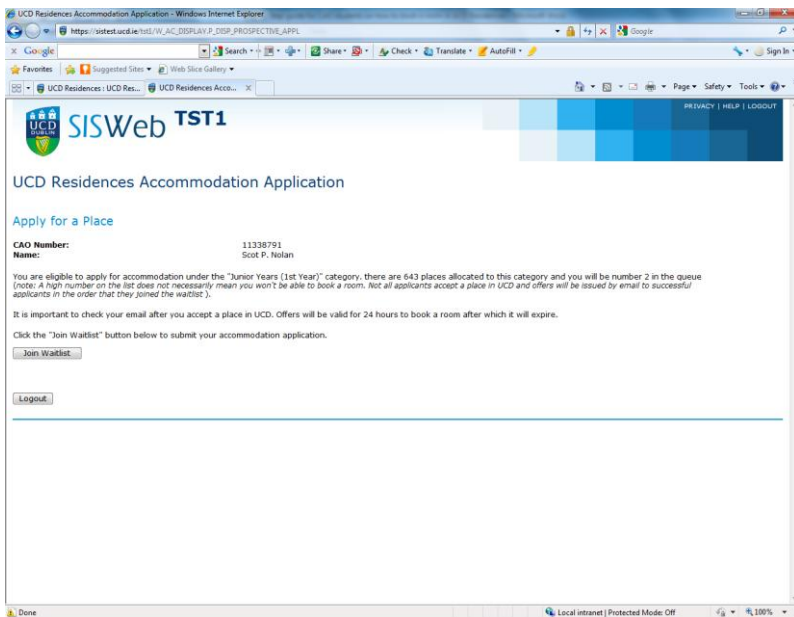 UCD Residences Accommodation Application - Windows Internet Explorer
https://sistest.ucd.ie/tst1/W_AC_DISPLAY.P_DISP_PROSPECTIVE_APPL
Google
x Google
Search
Share
Check
Translate
AutoFill
Sign In
Favorites
Suggested Sites
Web Slice Gallery
UCD Residences : UCD Res...
UCD Residences Acco...
X
Page
Safety
Tools
UCD
DUBLIN
SISWeb TST1
PRIVACY | HELP | LOGOUT
UCD Residences Accommodation Application
Apply for a Place
CAO Number: 11338791
Name: Scot P. Nolan
You are eligible to apply for accommodation under the "Junior Years (1st Year)" category. there are 643 places allocated to this category and you will be number 2 in the queue
(note: A high number on the list does not necessarily mean you won't be able to book a room. Not all applicants accept a place in UCD and offers will be issued by email to successful
applicants in the order that they joined the waitlist ).
It is important to check your email after you accept a place in UCD. Offers will be valid for 24 hours to book a room after which it will expire.
Click the "Join Waitlist" button below to submit your accommodation application.
Join Waitlist
Logout
Done
Local intranet | Protected Mode: Off
100%